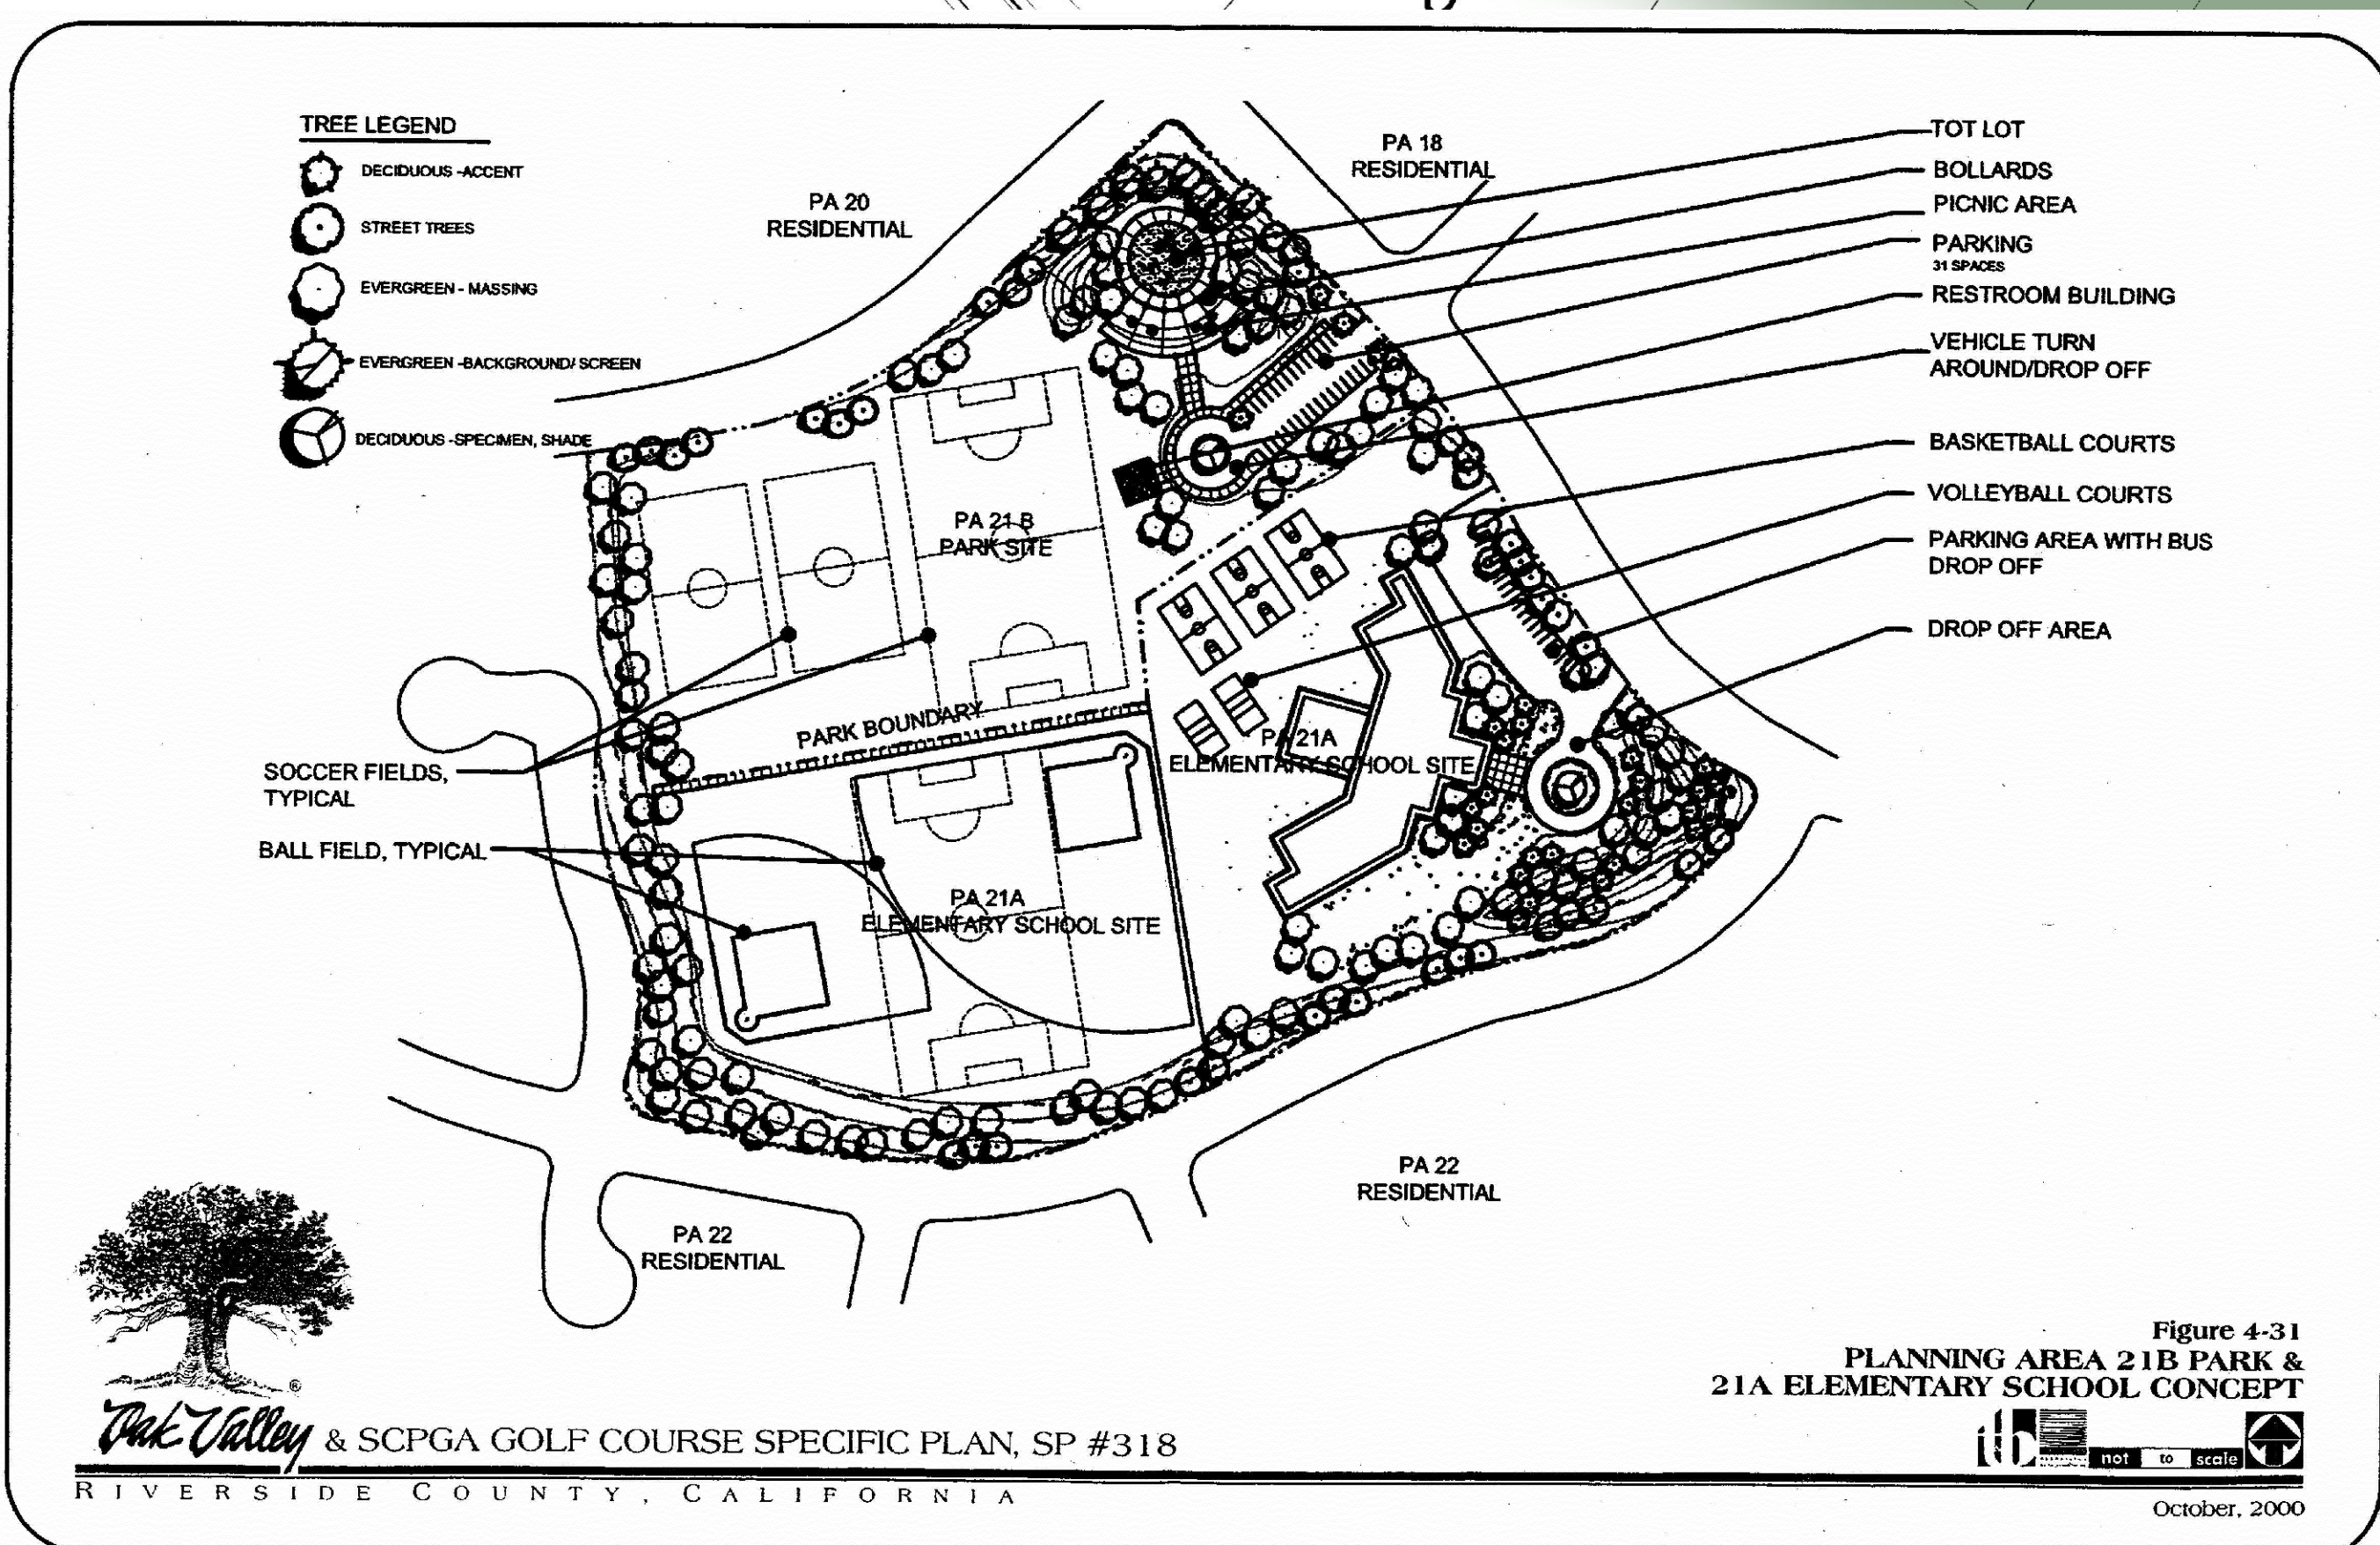 TREE LEGEND
DECIDUOUS -ACCENT
STREET TREES
EVERGREEN - MASSING
EVERGREEN -BACKGROUND/ SCREEN
DECIDUOUS -SPECIMEN, SHADE
PA 20
RESIDENTIAL
PA 18
RESIDENTIAL
TOT LOT
BOLLARDS
PICNIC AREA
PARKING
31 SPACES
RESTROOM BUILDING
VEHICLE TURN
AROUND/DROP OFF
BASKETBALL COURTS
VOLLEYBALL COURTS
PARKING AREA WITH BUS
DROP OFF
DROP OFF AREA
PA 21 B
PARK SITE
PARK BOUNDARY
PA 21A
ELEMENTARY SCHOOL SITE
SOCCER FIELDS,
TYPICAL
BALL FIELD, TYPICAL
PA 21A
ELEMENTARY SCHOOL SITE
PA 22
RESIDENTIAL
PA 22
RESIDENTIAL
Figure 4-31
PLANNING AREA 21B PARK &
21A ELEMENTARY SCHOOL CONCEPT
®
Oak Valley & SCPGA GOLF COURSE SPECIFIC PLAN, SP #318
not to scale
RIVERSIDE COUNTY, CALIFORNIA
October, 2000